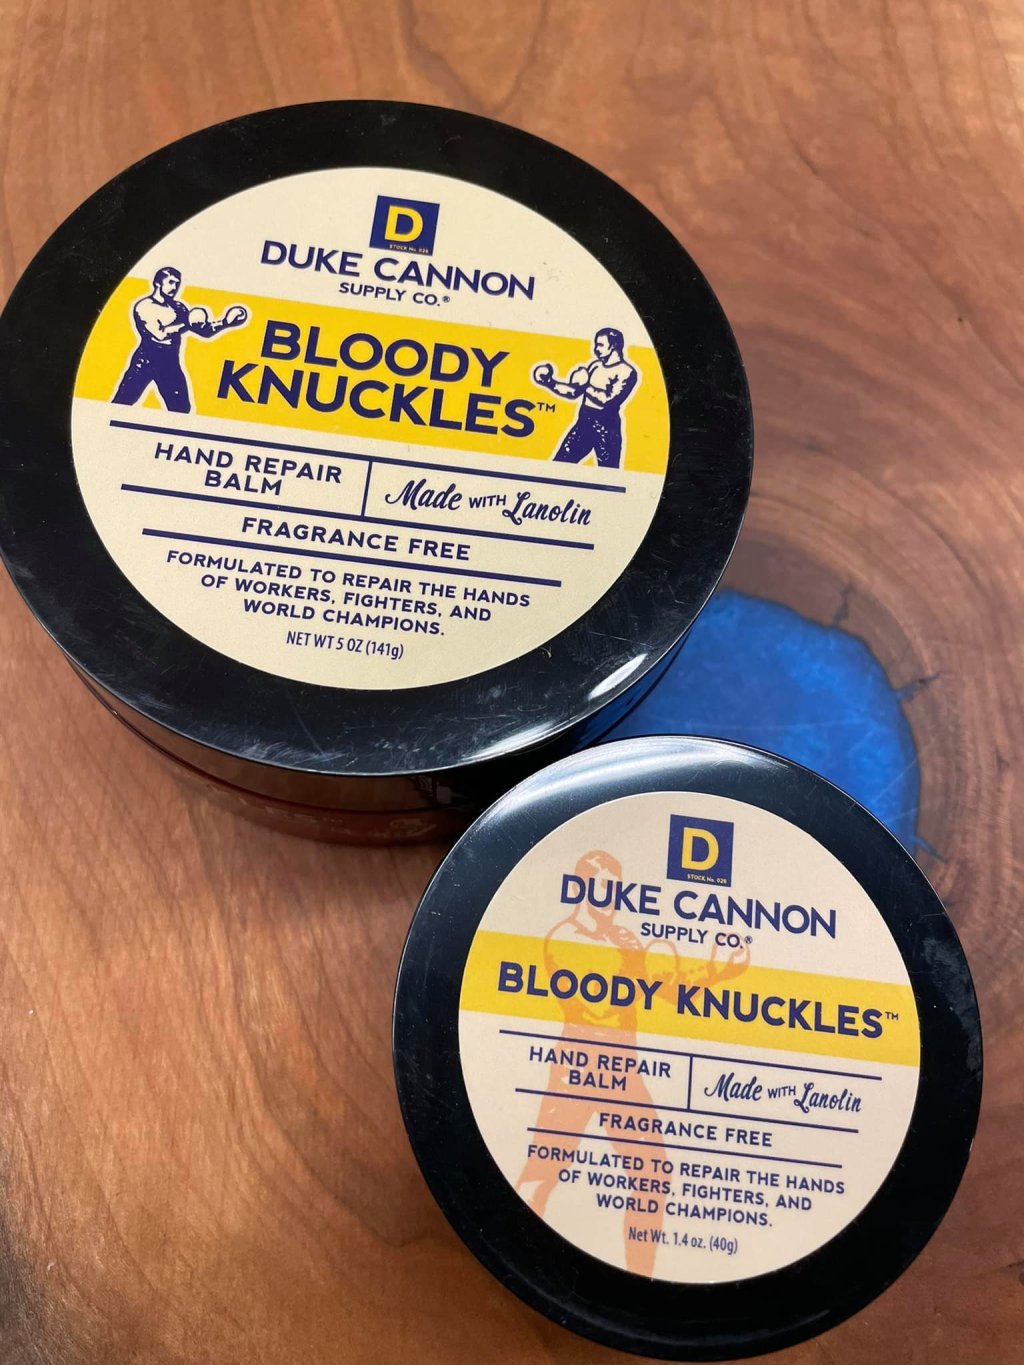 D
STOCK No. 026
DUKE CANNON
SUPPLY CO.®
BLOODY
KNUCKLES™
HAND REPAIR
BALM
Made WITH Lanolin
FRAGRANCE FREE
FORMULATED TO REPAIR THE HANDS
OF WORKERS, FIGHTERS, AND
WORLD CHAMPIONS.
NET WT 5 OZ (141g)
D
STOCK No. 026
DUKE CANNON
SUPPLY CO.®
BLOODY KNUCKLES™
HAND REPAIR
BALM
Made WITH Lanolin
FRAGRANCE FREE
FORMULATED TO REPAIR THE HANDS
OF WORKERS, FIGHTERS, AND
WORLD CHAMPIONS.
Net Wt. 1.4 oz. (40g)